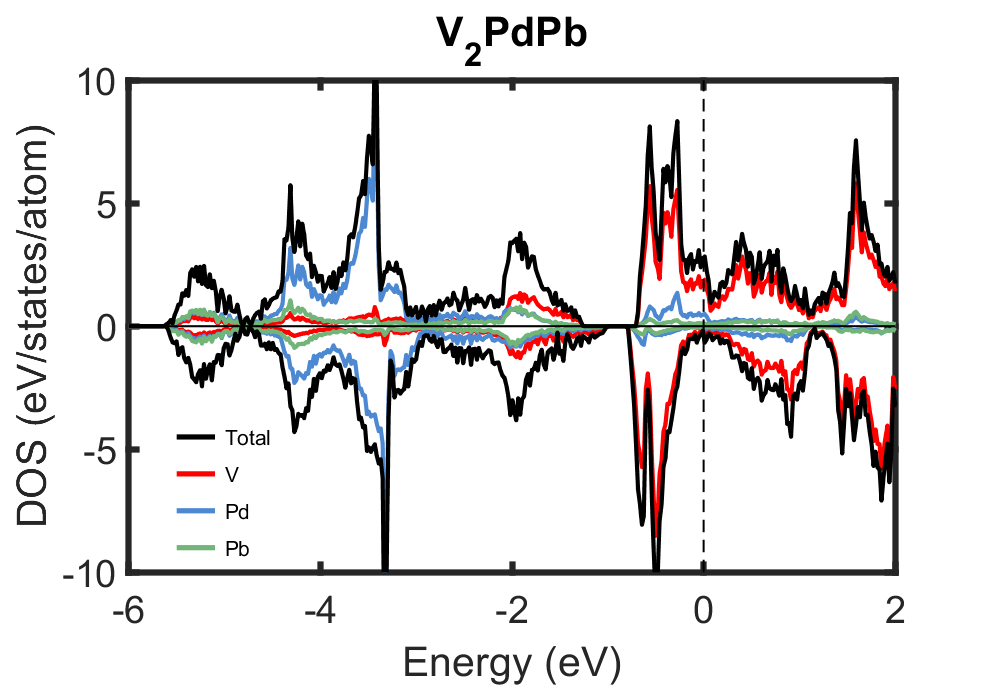 V2PdPb
DOS (eV/states/atom)
10
5
0
-5
-10
Total
V
Pd
Pb
-6 -4 -2 0 2
Energy (eV)